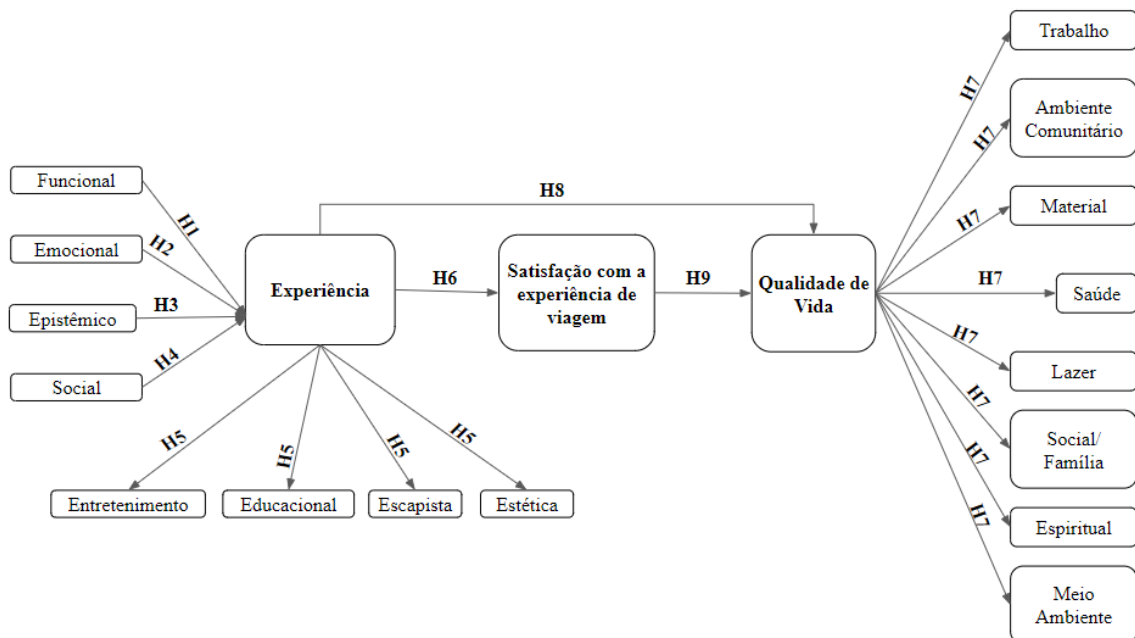 Funcional
Emocional
Epistêmico
Social
H1
H2
H3
H4
Experiência
H5
H5
H5
H5
Entretenimento
Educacional
Escapista
Estética
H6
H8
Satisfação com a
experiência de
viagem
H9
Qualidade de
Vida
H7
H7
H7
H7
H7
H7
H7
H7
Trabalho
Ambiente
Comunitário
Material
Saúde
Lazer
Social/
Família
Espiritual
Meio
Ambiente